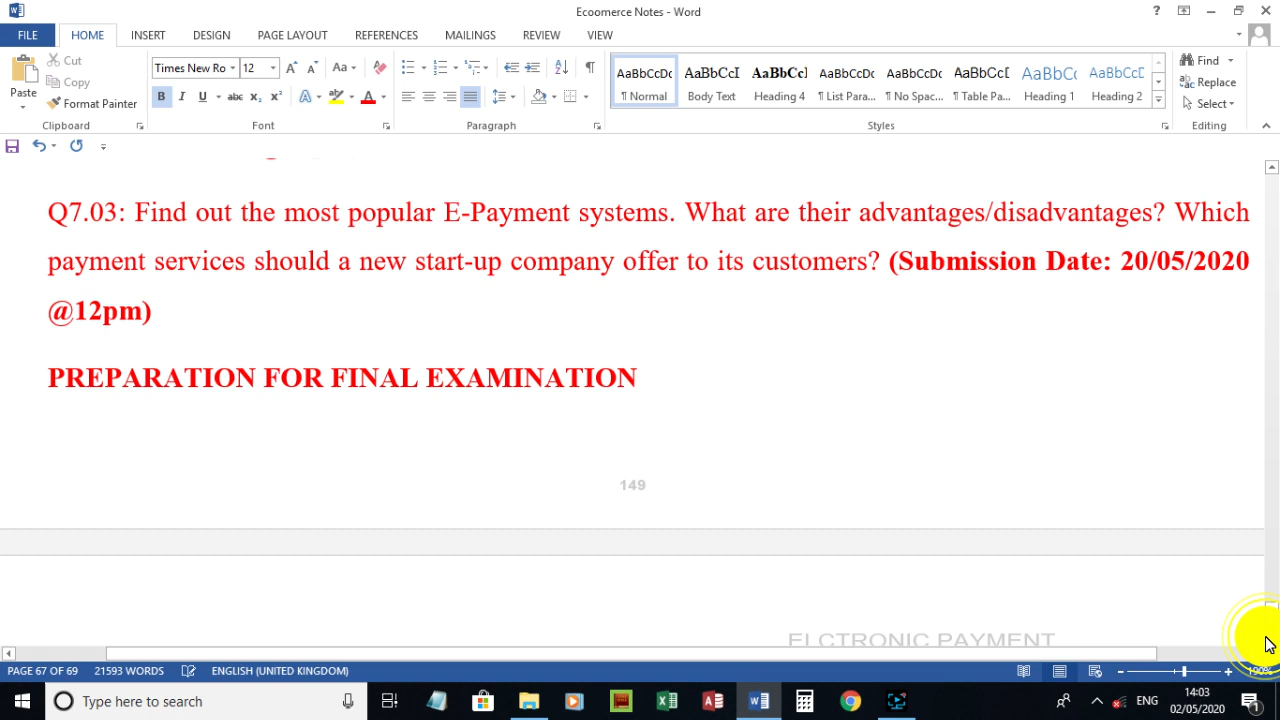 Ecoomerce Notes - Word
FILE HOME INSERT DESIGN PAGE LAYOUT REFERENCES MAILINGS REVIEW VIEW
Paste
Cut
Copy
Format Painter
Clipboard
Times New Ro 12
Font
Paragraph
AaBbCcDc AaBbCcI AaBbCcI AaBbCcDc AaBbCcDc AaBbCcD AaBbCc AaBbCcD
¶ Normal Body Text Heading 4 ¶ List Para... ¶ No Spac... ¶ Table Pa... Heading 1 Heading 2
Styles
Find
Replace
Select
Editing
Q7.03: Find out the most popular E-Payment systems. What are their advantages/disadvantages? Which
payment services should a new start-up company offer to its customers? (Submission Date: 20/05/2020
@12pm)
PREPARATION FOR FINAL EXAMINATION
149
ELCTRONIC PAYMENT
PAGE 67 OF 69 21593 WORDS ENGLISH (UNITED KINGDOM) 190%
Type here to search
ENG
14:03
02/05/2020